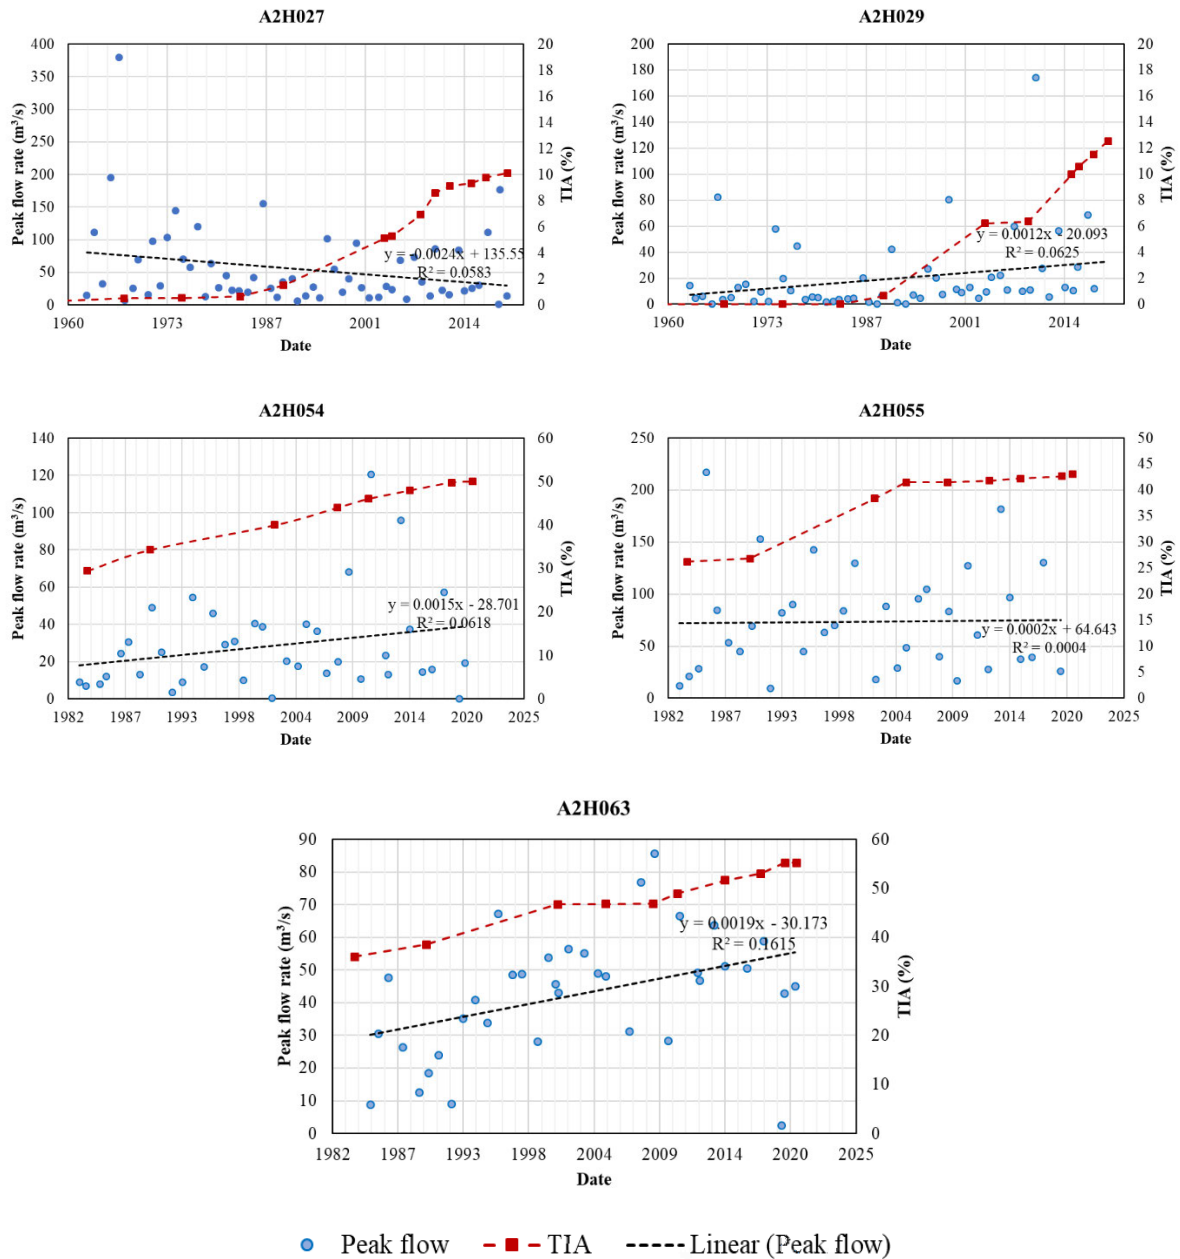 A2H027
400
350
300
250
200
150
100
50
0
Peak flow rate (m³/s)
20
18
16
14
12
10
8
6
4
2
0
TIA (%)
y = -0.0024x + 135.55
R² = 0.0583
1960 1973 1987 2001 2014
Date
A2H029
200
180
160
140
120
100
80
60
40
20
0
Peak flow rate (m³/s)
20
18
16
14
12
10
8
6
4
2
0
TIA (%)
y = 0.0012x - 20.093
R² = 0.0625
1960 1973 1987 2001 2014
Date
A2H054
140
120
100
80
60
40
20
0
Peak flow rate (m³/s)
60
50
40
30
20
10
0
TIA (%)
y = 0.0015x - 28.701
R² = 0.0618
1982 1987 1993 1998 2004 2009 2014 2020 2025
Date
A2H055
250
200
150
100
50
0
Peak flow rate (m³/s)
50
45
40
35
30
25
20
15
10
5
0
TIA (%)
y = 0.0002x + 64.643
R² = 0.0004
1982 1987 1993 1998 2004 2009 2014 2020 2025
Date
A2H063
90
80
70
60
50
40
30
20
10
0
Peak flow rate (m³/s)
60
50
40
30
20
10
0
TIA (%)
y = 0.0019x - 30.173
R² = 0.1615
1982 1987 1993 1998 2004 2009 2014 2020 2025
Date
Peak flow TIA Linear (Peak flow)